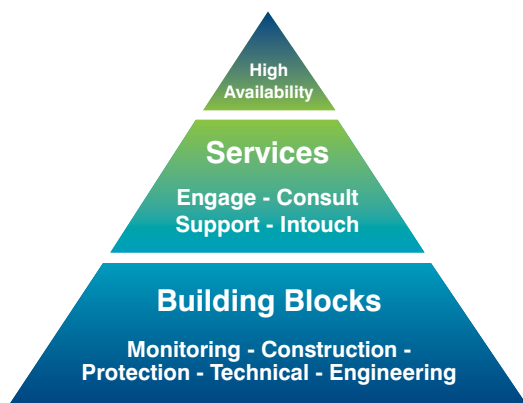 High
Availability
Services
Engage - Consult
Support - Intouch
Building Blocks
Monitoring - Construction -
Protection - Technical - Engineering